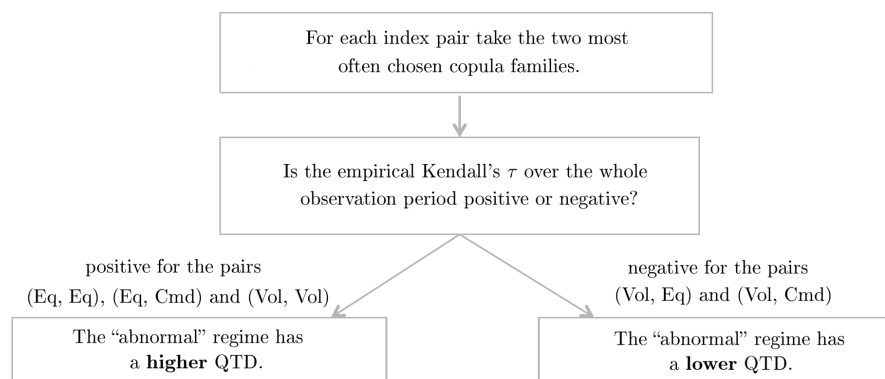 For each index pair take the two most
often chosen copula families.
Is the empirical Kendall's τ over the whole
observation period positive or negative?
positive for the pairs
(Eq, Eq), (Eq, Cmd) and (Vol, Vol)
negative for the pairs
(Vol, Eq) and (Vol, Cmd)
The “abnormal” regime has
a higher QTD.
The “abnormal” regime has
a lower QTD.